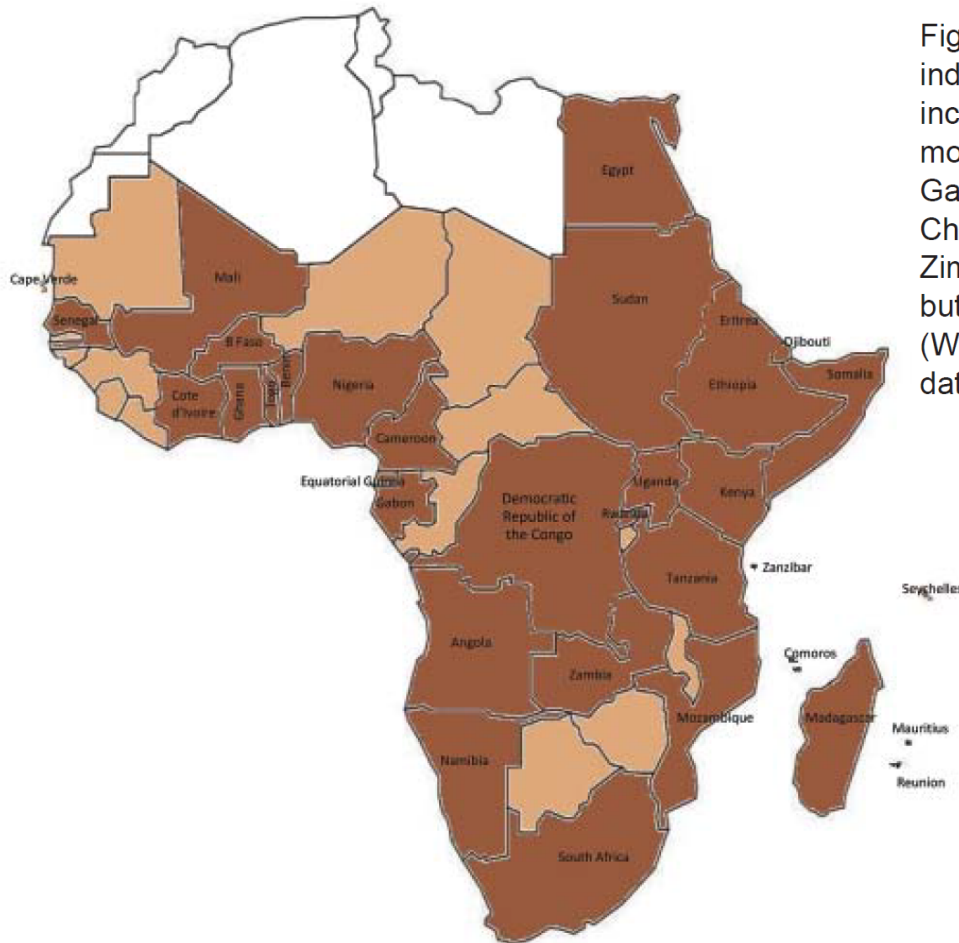 Fig
ind
inc
mo
Ga
Ch
Zin
but
(W
dat
Egypt
Cape Verde
Mali
Sudan
Senegal
B Faso
Eritrea
Djibouti
Cote
d'Ivoire
Ghana
Togo
Benin
Nigeria
Ethiopia
Somalia
Cameroon
Equatorial Guinea
Gabon
Democratic
Republic of
the Congo
Uganda
Kenya
Rwanda
Zanzibar
Tanzania
Seychelles
Angola
Comoros
Zambia
Mozambique
Madagascar
Mauritius
Namibia
Reunion
South Africa